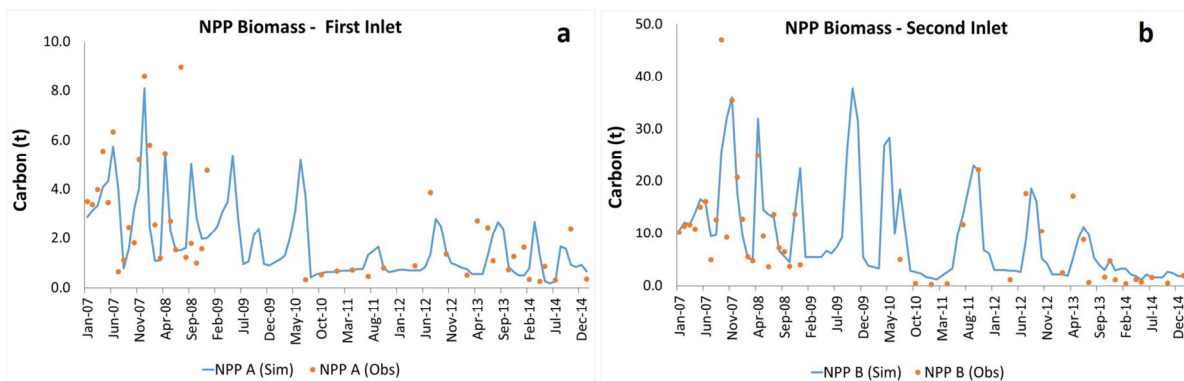 NPP Biomass - First Inlet
a
Carbon (t)
10.0
8.0
6.0
4.0
2.0
0.0
Jan-07
Jun-07
Nov-07
Apr-08
Sep-08
Feb-09
Jul-09
Dec-09
May-10
Oct-10
Mar-11
Aug-11
Jan-12
Jun-12
Nov-12
Apr-13
Sep-13
Feb-14
Jul-14
Dec-14
NPP A (Sim)
NPP A (Obs)
NPP Biomass - Second Inlet
b
Carbon (t)
50.0
40.0
30.0
20.0
10.0
0.0
Jan-07
Jun-07
Nov-07
Apr-08
Sep-08
Feb-09
Jul-09
Dec-09
May-10
Oct-10
Mar-11
Aug-11
Jan-12
Jun-12
Nov-12
Apr-13
Sep-13
Feb-14
Jul-14
Dec-14
NPP B (Sim)
NPP B (Obs)